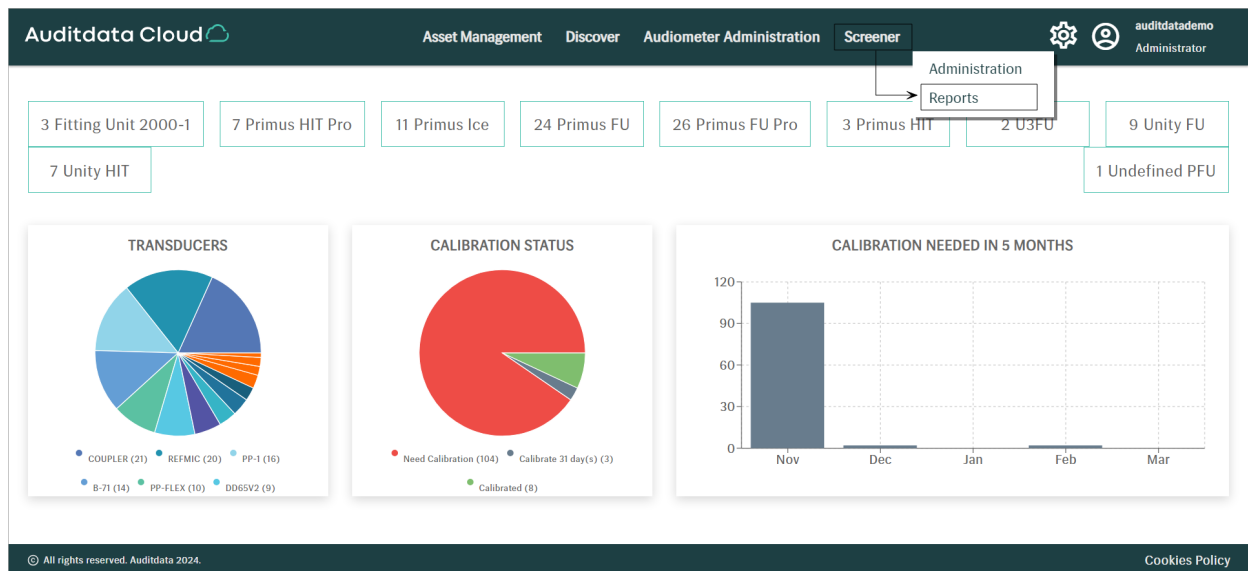 Auditdata Cloud
Asset Management Discover Audiometer Administration Screener
auditdatademo
Administrator
Administration
Reports
3 Fitting Unit 2000-1 7 Primus HIT Pro 11 Primus Ice 24 Primus FU 26 Primus FU Pro 3 Primus HIT 2 U3FU 9 Unity FU
7 Unity HIT 1 Undefined PFU
TRANSDUCERS
COUPLER (21) REFMIC (20) PP-1 (16)
B-71 (14) PP-FLEX (10) DD65V2 (9)
CALIBRATION STATUS
Need Calibration (104) Calibrate 31 day(s) (3)
Calibrated (8)
CALIBRATION NEEDED IN 5 MONTHS
120
90
60
30
0
Nov Dec Jan Feb Mar
© All rights reserved. Auditdata 2024. Cookies Policy